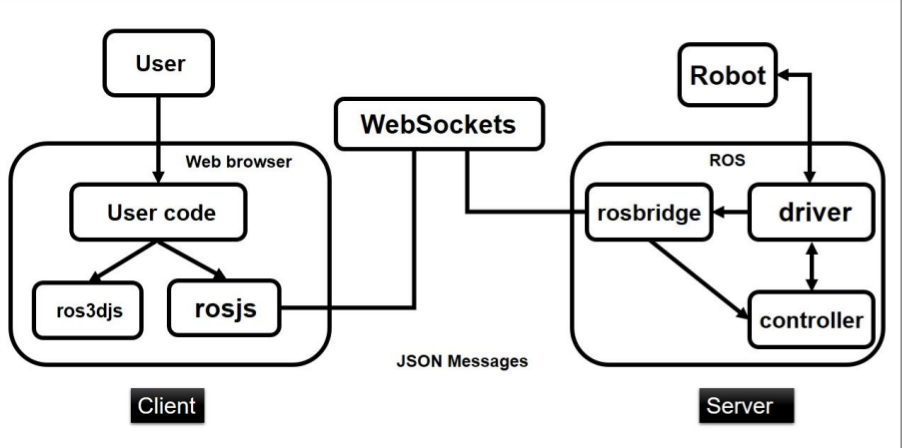 User
Robot
WebSockets
Web browser
ROS
User code
rosbridge
driver
ros3djs
rosjs
controller
JSON Messages
Client
Server